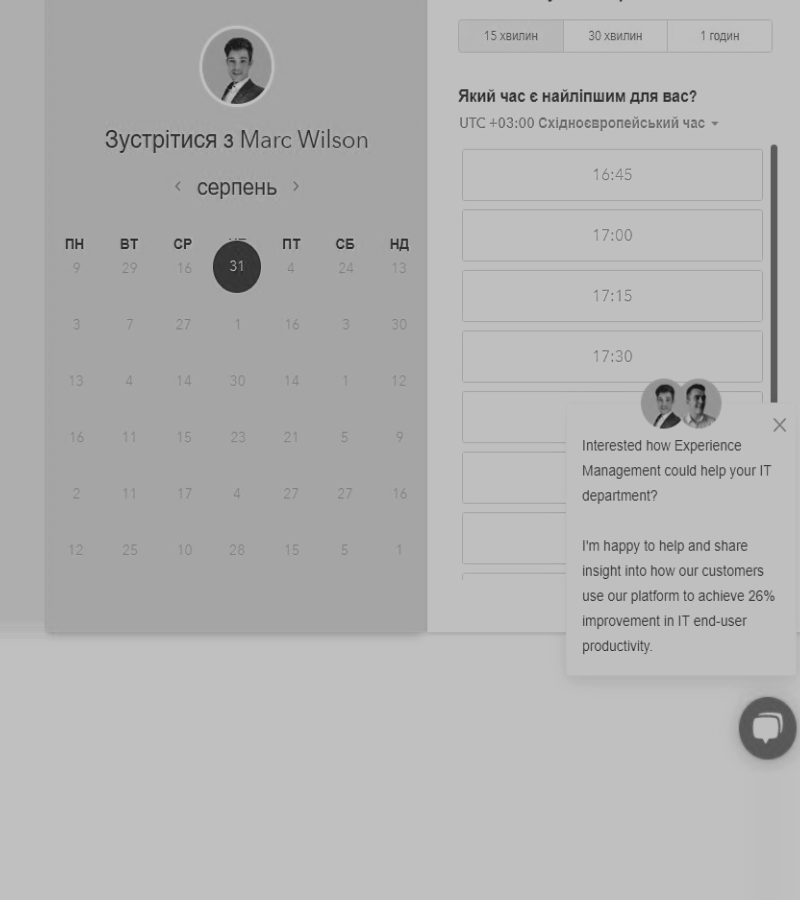 Зустрітися з Marc Wilson
серпень
ПН ВТ СР ПТ СБ НД
9 29 16 31 4 24 13
3 7 27 1 16 3 30
13 4 14 30 14 1 12
16 11 15 23 21 5 9
2 11 17 4 27 27 16
12 25 10 28 15 5 1
15 хвилин 30 хвилин 1 годин
Який час є найліпшим для вас?
UTC +03:00 Східноєвропейський час
16:45
17:00
17:15
17:30
Interested how Experience
Management could help your IT
department?
I'm happy to help and share
insight into how our customers
use our platform to achieve 26%
improvement in IT end-user
productivity.